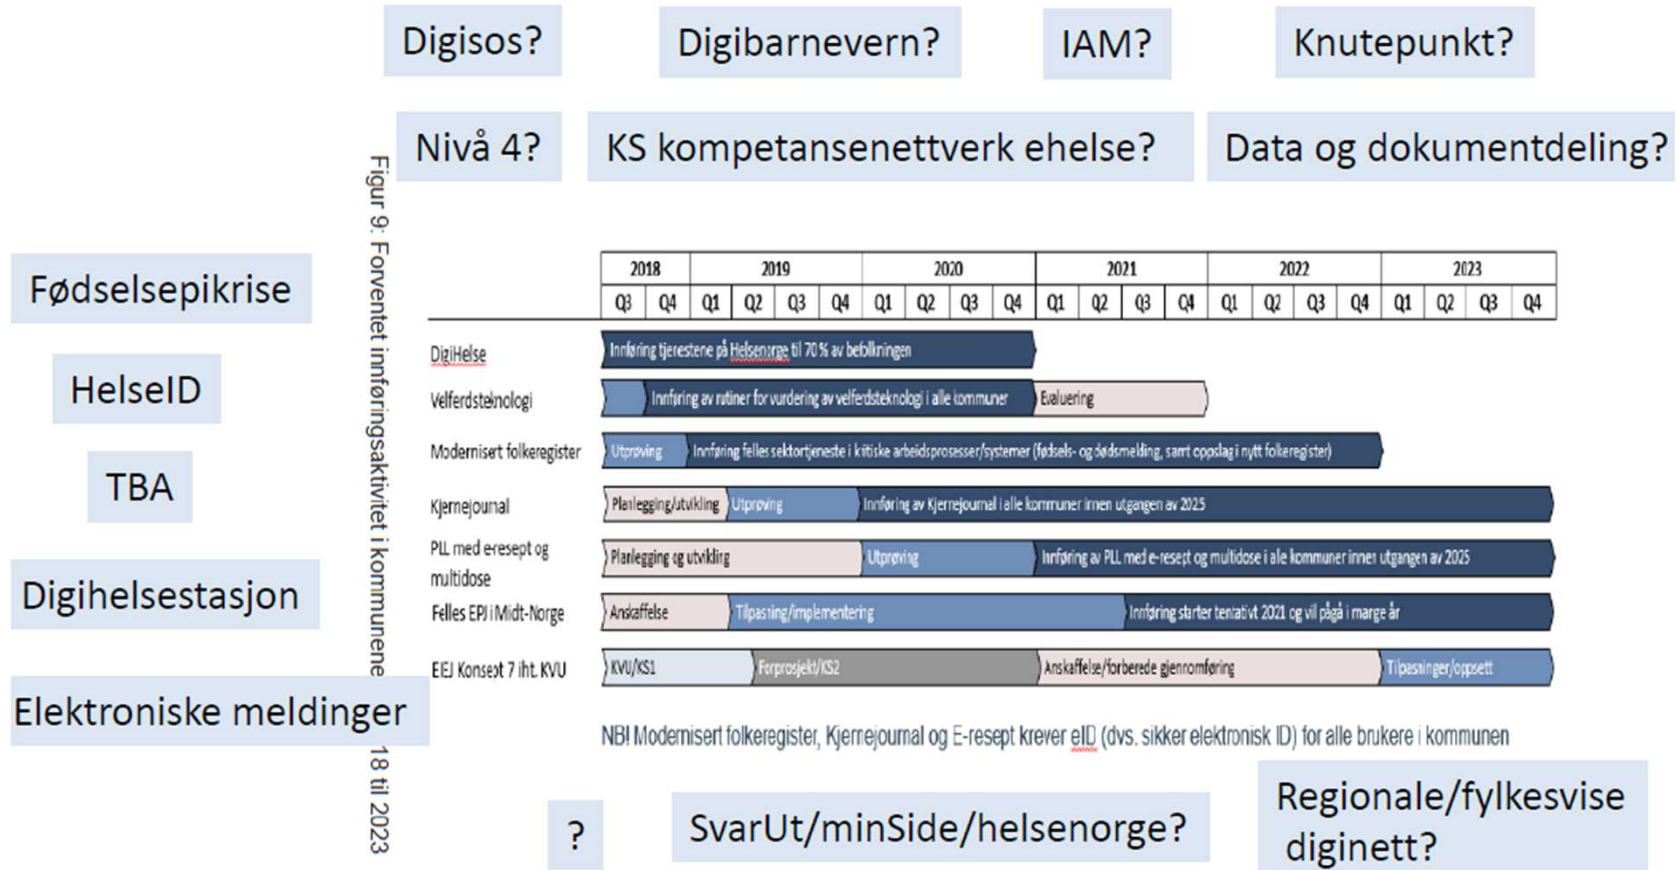 Digisos?
Digibarnevern?
IAM?
Knutepunkt?
Nivå 4?
KS kompetansenettverk ehelse?
Data og dokumentdeling?
Fødselsepikrise
HelseID
TBA
Digihelsestasjon
Elektroniske meldinger
Figur 9: Forventet innføringsaktivitet i kommunene
18 til 2023
2018 2019 2020 2021 2022 2023
Q3 Q4 Q1 Q2 Q3 Q4 Q1 Q2 Q3 Q4 Q1 Q2 Q3 Q4 Q1 Q2 Q3 Q4 Q1 Q2 Q3 Q4
DigiHelse
Innføring tjenestene på Helsenorge til 70 % av befolkningen
Velferdsteknologi
Innføring av rutiner for vurdering av velferdsteknologi i alle kommuner
Evaluering
Modernisert folkeregister
Utprøving
Innføring felles sektortjeneste i kritiske arbeidsprosesser/systemer (fødsels- og dødsmelding, samt oppslag i nytt folkeregister)
Kjernejournal
Planlegging/utvikling
Utprøving
Innføring av Kjernejournal i alle kommuner innen utgangen av 2025
PLL med e-resept og
multidose
Planlegging og utvikling
Utprøving
Innføring av PLL med e-resept og multidose i alle kommuner innen utgangen av 2025
Felles EPJ i Midt-Norge
Anskaffelse
Tilpasning/implementering
Innføring starter tentativt 2021 og vil pågå i mange år
EIEJ Konsept 7 iht. KVU
KVU/KS1
Forprosjekt/KS2
Anskaffelse/forberede gjennomføring
Tilpasninger/oppsett
NB! Modernisert folkeregister, Kjernejournal og E-resept krever eID (dvs. sikker elektronisk ID) for alle brukere i kommunen
?
SvarUt/minSide/helsenorge?
Regionale/fylkesvise
diginett?